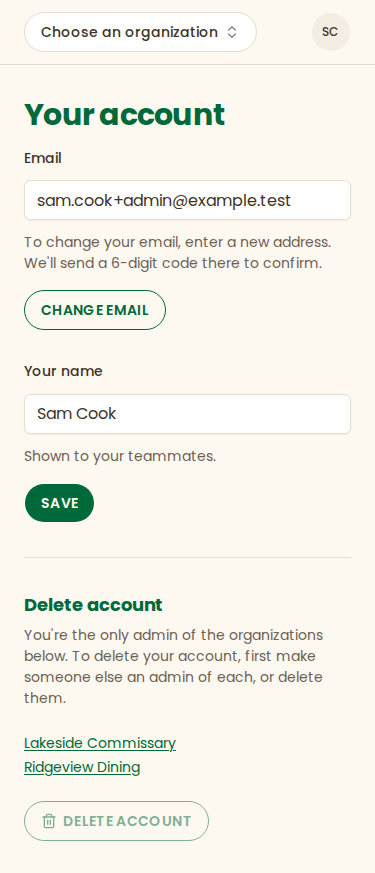 Choose an organization
SC
Your account
Email
sam.cook+admin@example.test
To change your email, enter a new address.
We'll send a 6-digit code there to confirm.
CHANGE EMAIL
Your name
Sam Cook
Shown to your teammates.
SAVE
Delete account
You're the only admin of the organizations
below. To delete your account, first make
someone else an admin of each, or delete
them.
Lakeside Commissary
Ridgeview Dining
DELETE ACCOUNT